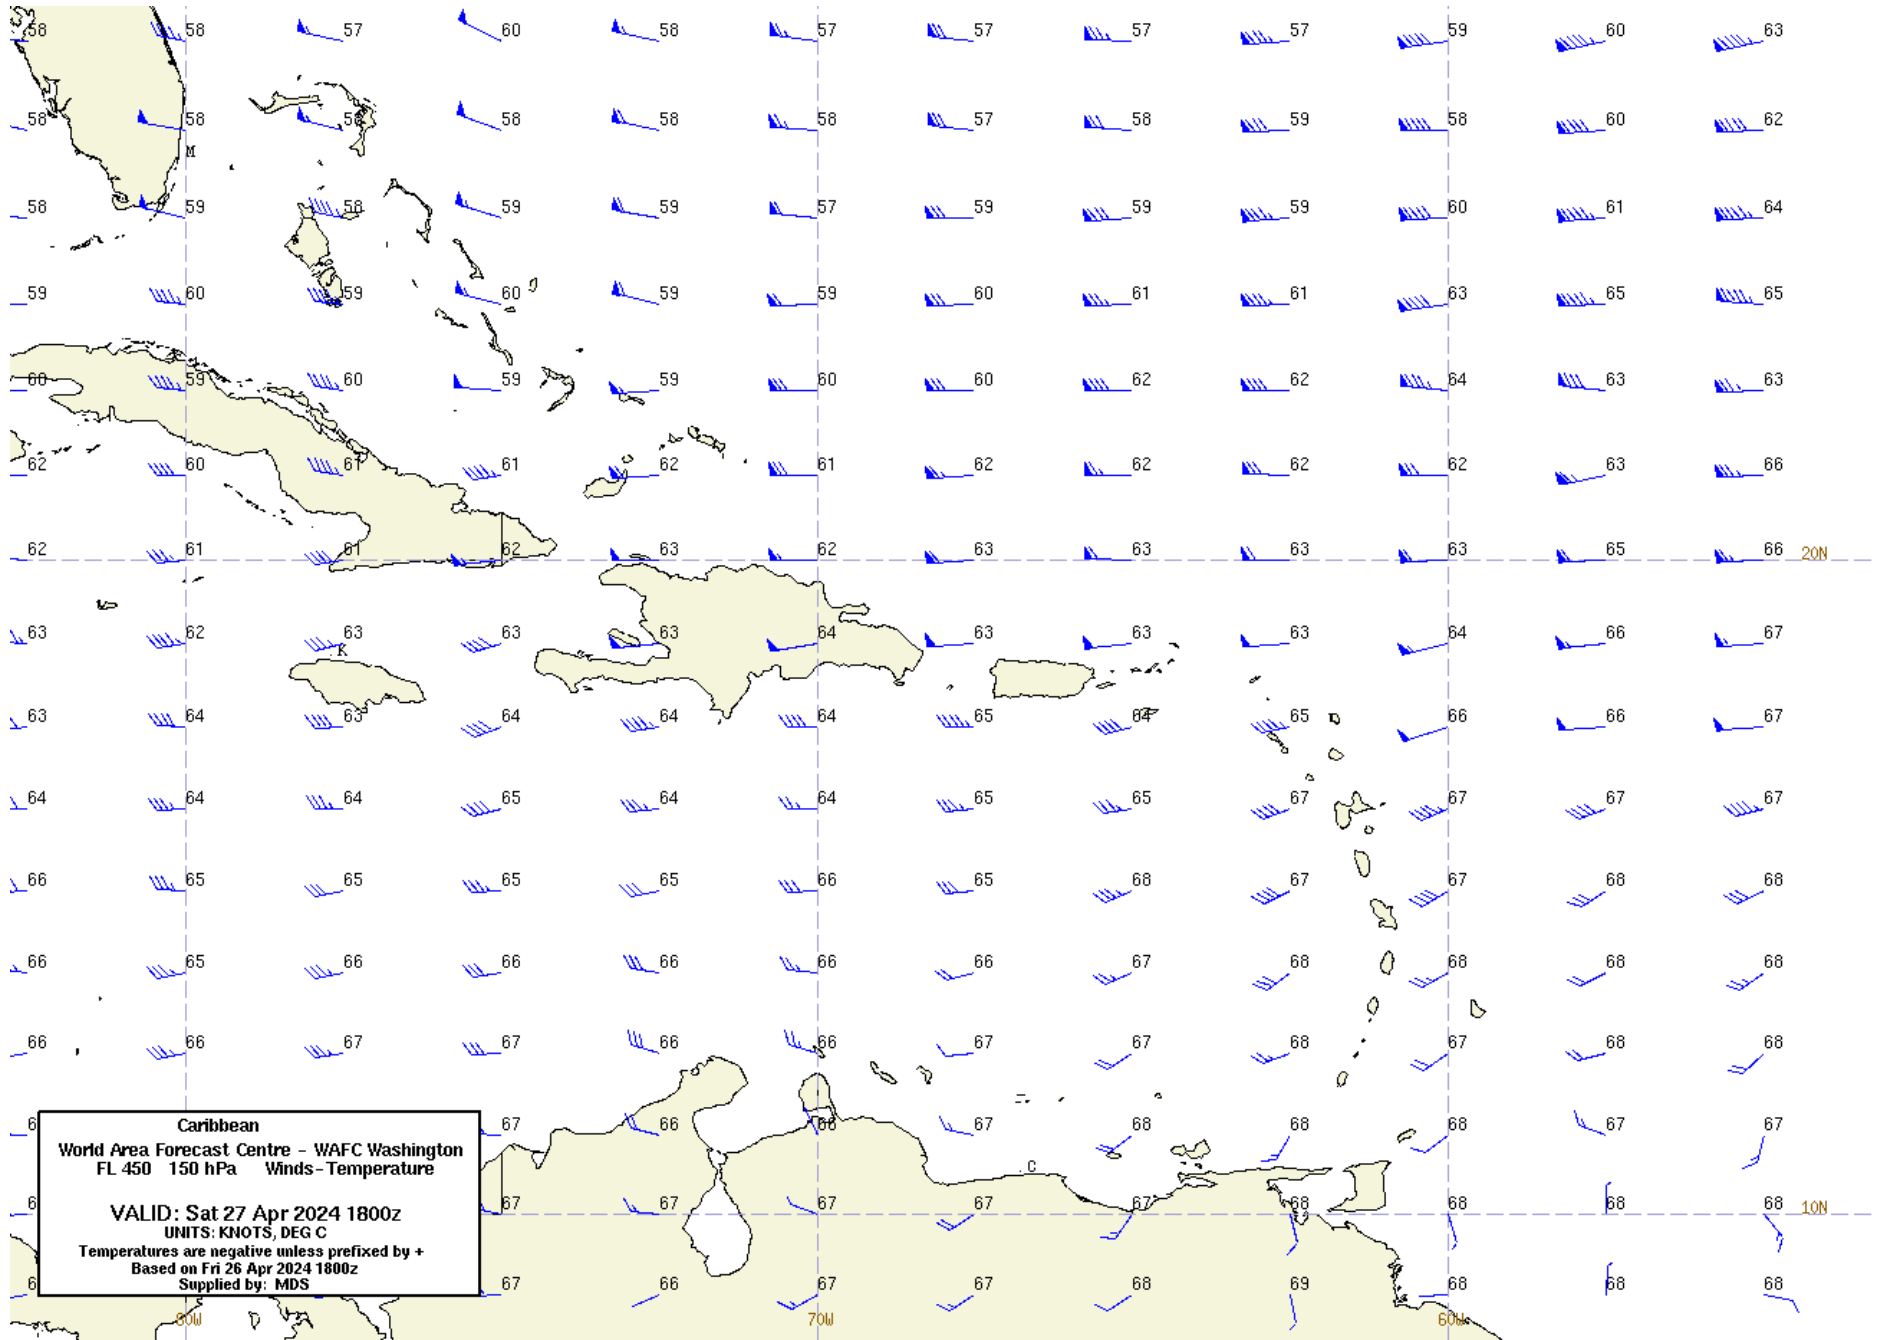 58 58 57 60 58 57 57 57 57 59 60 63
58 58 58 58 58 58 57 58 59 58 60 62
M
58 59 58 59 59 57 59 59 59 60 61 64
59 60 59 60 59 59 60 61 61 63 65 65
60 59 60 59 59 60 60 62 62 64 63 63
62 60 61 61 62 61 62 62 62 62 63 66
62 61 61 62 63 62 63 63 63 63 65 66 20N
63 62 63 63 63 64 63 63 63 64 66 67
K
63 64 63 64 64 64 65 64 65 66 66 67
64 64 64 65 64 64 65 65 67 67 67 67
66 65 65 65 65 66 65 68 67 67 68 68
66 65 66 66 66 66 66 67 68 68 68 68
66 66 67 67 66 66 67 67 68 67 68 68
67 66 66 67 68 68 68 67 67
C
67 67 67 67 67 68 68 68 68 10N
67 66 67 67 68 69 68 68 68
80W 70W 60W
Caribbean
World Area Forecast Centre - WAFC Washington
FL 450 150 hPa Winds-Temperature
VALID: Sat 27 Apr 2024 1800z
UNITS: KNOTS, DEG C
Temperatures are negative unless prefixed by +
Based on Fri 26 Apr 2024 1800z
Supplied by: MDS